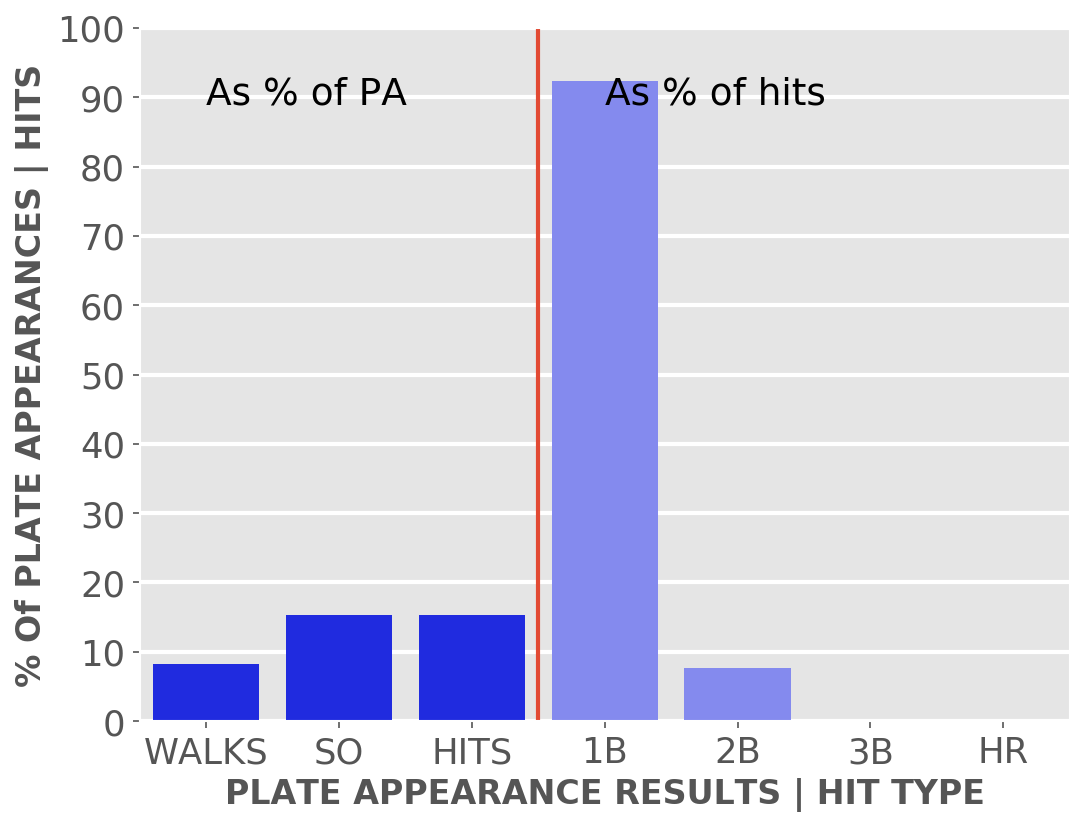 % Of PLATE APPEARANCES | HITS
100
90
80
70
60
50
40
30
20
10
0
As % of PA
As % of hits
WALKS SO HITS 1B 2B 3B HR
PLATE APPEARANCE RESULTS | HIT TYPE